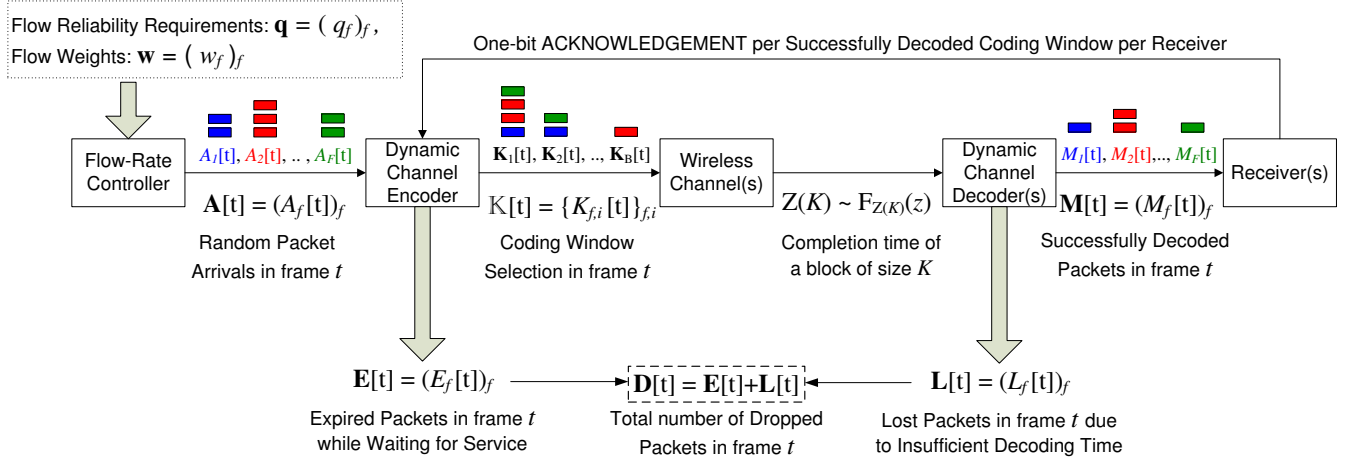 Flow Reliability Requirements: q = ( q_f )_f ,
Flow Weights: w = ( w_f )_f
One-bit ACKNOWLEDGEMENT per Successfully Decoded Coding Window per Receiver
Flow-Rate
Controller
A_1[t], A_2[t], .. , A_F[t]
A[t] = (A_f[t])_f
Random Packet
Arrivals in frame t
Dynamic
Channel
Encoder
K_1[t], K_2[t], .., K_B[t]
𝕂[t] = {K_{f,i}[t]}_{f,i}
Coding Window
Selection in frame t
Wireless
Channel(s)
Z(K) ~ F_{Z(K)}(z)
Completion time of
a block of size K
Dynamic
Channel
Decoder(s)
M_1[t], M_2[t],.., M_F[t]
M[t] = (M_f[t])_f
Successfully Decoded
Packets in frame t
Receiver(s)
E[t] = (E_f[t])_f
Expired Packets in frame t
while Waiting for Service
D[t] = E[t]+L[t]
Total number of Dropped
Packets in frame t
L[t] = (L_f[t])_f
Lost Packets in frame t due
to Insufficient Decoding Time